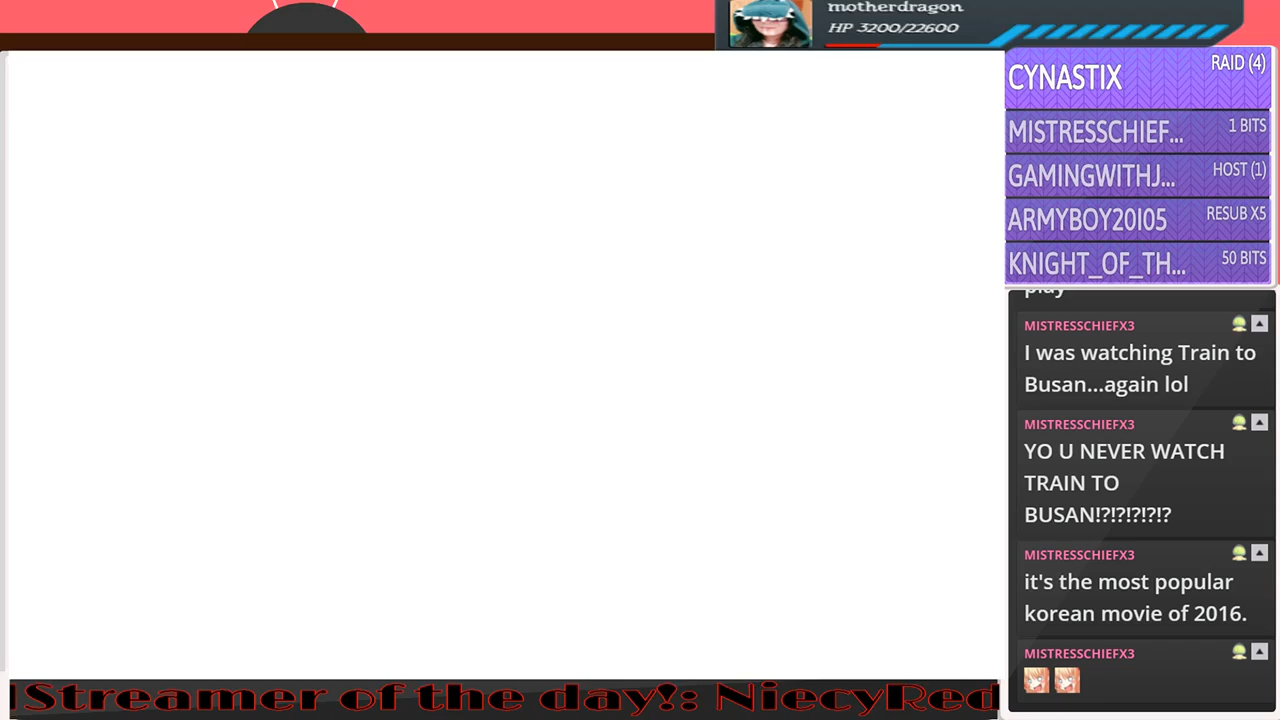 motherdragon
HP 3200/22600
CYNASTIX
RAID (4)
MISTRESSCHIEF...
1 BITS
GAMINGWITHJ...
HOST (1)
ARMYBOY20105
RESUB X5
KNIGHT_OF_TH...
50 BITS
play
MISTRESSCHIEFX3
I was watching Train to
Busan...again lol
MISTRESSCHIEFX3
YO U NEVER WATCH
TRAIN TO
BUSAN!?!?!?!?!?
MISTRESSCHIEFX3
it's the most popular
korean movie of 2016.
MISTRESSCHIEFX3
Streamer of the day!: NiecyRed